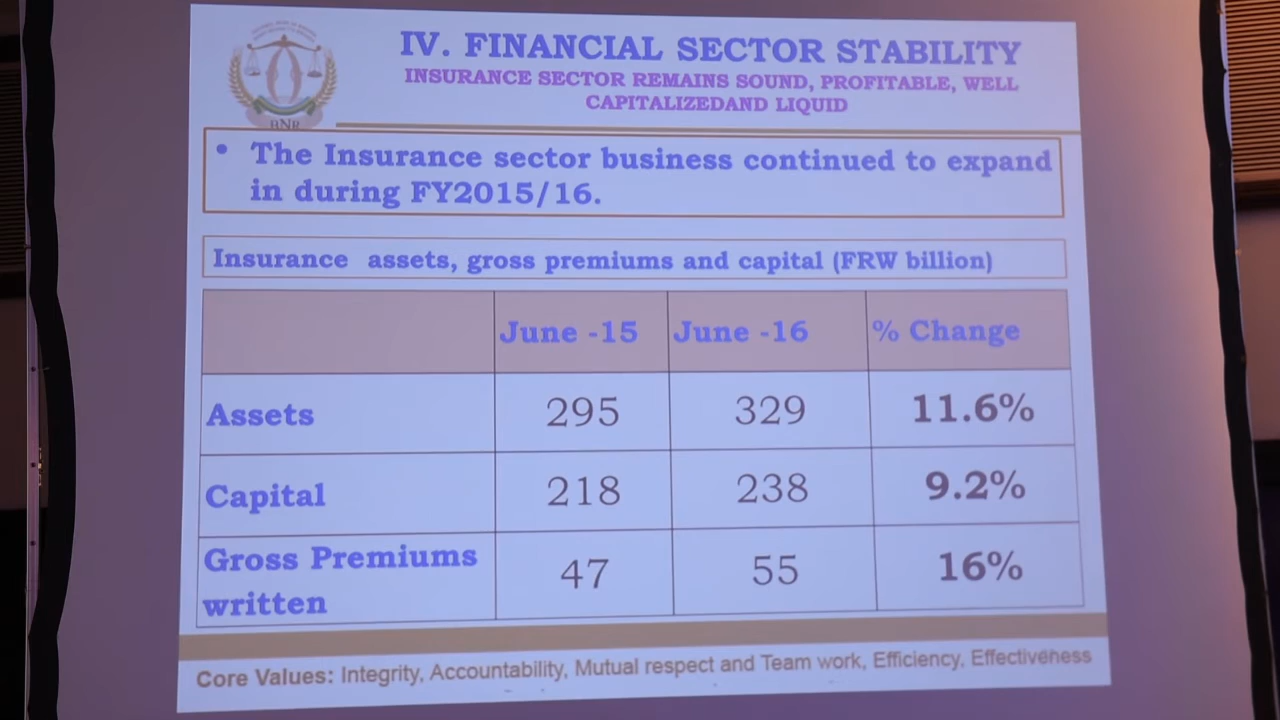 IV. FINANCIAL SECTOR STABILITY
INSURANCE SECTOR REMAINS SOUND, PROFITABLE, WELL
CAPITALIZEDAND LIQUID
BNR
• The Insurance sector business continued to expand
in during FY2015/16.
Insurance assets, gross premiums and capital (FRW billion)
June -15 June -16 % Change
Assets 295 329 11.6%
Capital 218 238 9.2%
Gross Premiums
written 47 55 16%
Core Values: Integrity, Accountability, Mutual respect and Team work, Efficiency, Effectiveness